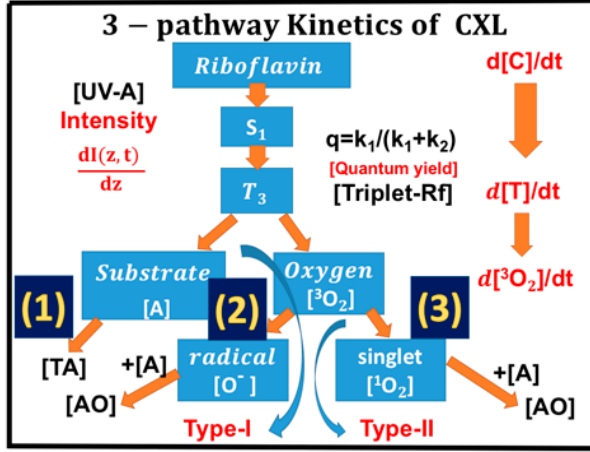 3 − pathway Kinetics of CXL
Riboflavin
d[C]/dt
[UV-A]
Intensity
dI(z, t)
dz
S₁
q=k₁/(k₁+k₂)
[Quantum yield]
[Triplet-Rf]
T₃
d[T]/dt
Substrate
[A]
Oxygen
[³O₂]
d[³O₂]/dt
(1)
(2)
(3)
[TA]
+[A]
[AO]
radical
[O⁻]
singlet
[¹O₂]
+[A]
[AO]
Type-I
Type-II